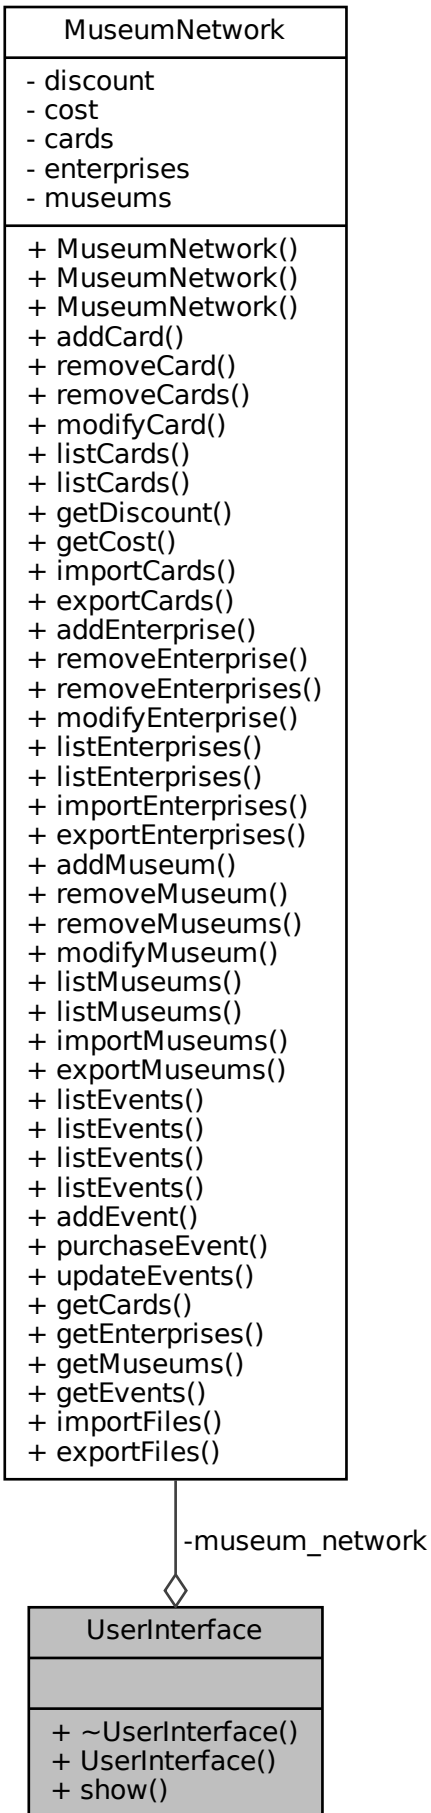 MuseumNetwork
- discount
- cost
- cards
- enterprises
- museums
+ MuseumNetwork()
+ MuseumNetwork()
+ MuseumNetwork()
+ addCard()
+ removeCard()
+ removeCards()
+ modifyCard()
+ listCards()
+ listCards()
+ getDiscount()
+ getCost()
+ importCards()
+ exportCards()
+ addEnterprise()
+ removeEnterprise()
+ removeEnterprises()
+ modifyEnterprise()
+ listEnterprises()
+ listEnterprises()
+ importEnterprises()
+ exportEnterprises()
+ addMuseum()
+ removeMuseum()
+ removeMuseums()
+ modifyMuseum()
+ listMuseums()
+ listMuseums()
+ importMuseums()
+ exportMuseums()
+ listEvents()
+ listEvents()
+ listEvents()
+ listEvents()
+ addEvent()
+ purchaseEvent()
+ updateEvents()
+ getCards()
+ getEnterprises()
+ getMuseums()
+ getEvents()
+ importFiles()
+ exportFiles()
-museum_network
UserInterface
+ ~UserInterface()
+ UserInterface()
+ show()